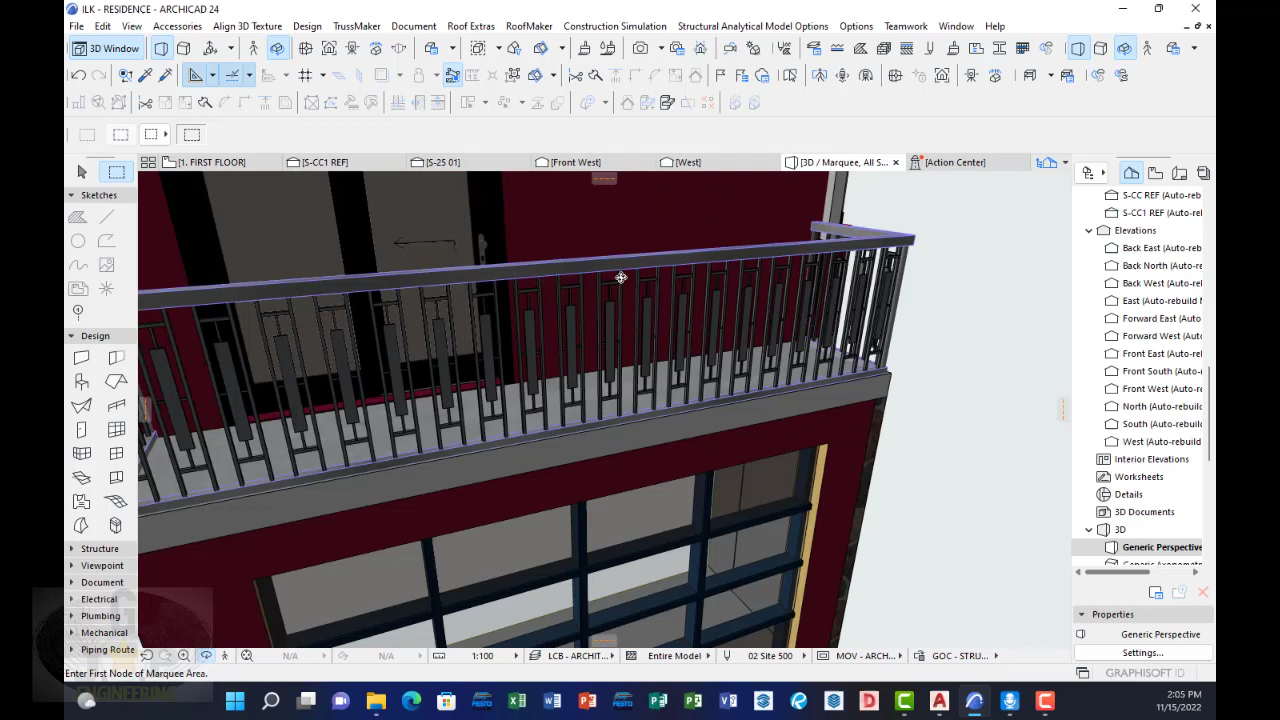 ILK - RESIDENCE - ARCHICAD 24
File Edit View Accessories Align 3D Texture Design TrussMaker Document Roof Extras RoofMaker Construction Simulation Structural Analytical Model Options Options Teamwork Window Help
3D Window
[1. FIRST FLOOR]
[S-CC1 REF]
[S-25 01]
[Front West]
[West]
[3D / Marquee, All S...
[Action Center]
Sketches
Design
Structure
Viewpoint
Document
Electrical
Plumbing
Mechanical
Piping Route
S-CC REF (Auto-rebu
S-CC1 REF (Auto-reb
Elevations
Back East (Auto-reb
Back North (Auto-re
Back West (Auto-re
East (Auto-rebuild M
Forward East (Auto-
Forward West (Auto
Front East (Auto-re
Front South (Auto-r
Front West (Auto-re
North (Auto-rebuild
South (Auto-rebuild
West (Auto-rebuild
Interior Elevations
Worksheets
Details
3D Documents
3D
Generic Perspective
Generic Axonometr
Properties
Generic Perspective
Settings...
N/A
N/A
1:100
LCB - ARCHIT...
Entire Model
02 Site 500
MOV - ARCH...
GOC - STRU...
Enter First Node of Marquee Area.
GRAPHISOFT ID
ENGINEERING
2:05 PM
11/15/2022